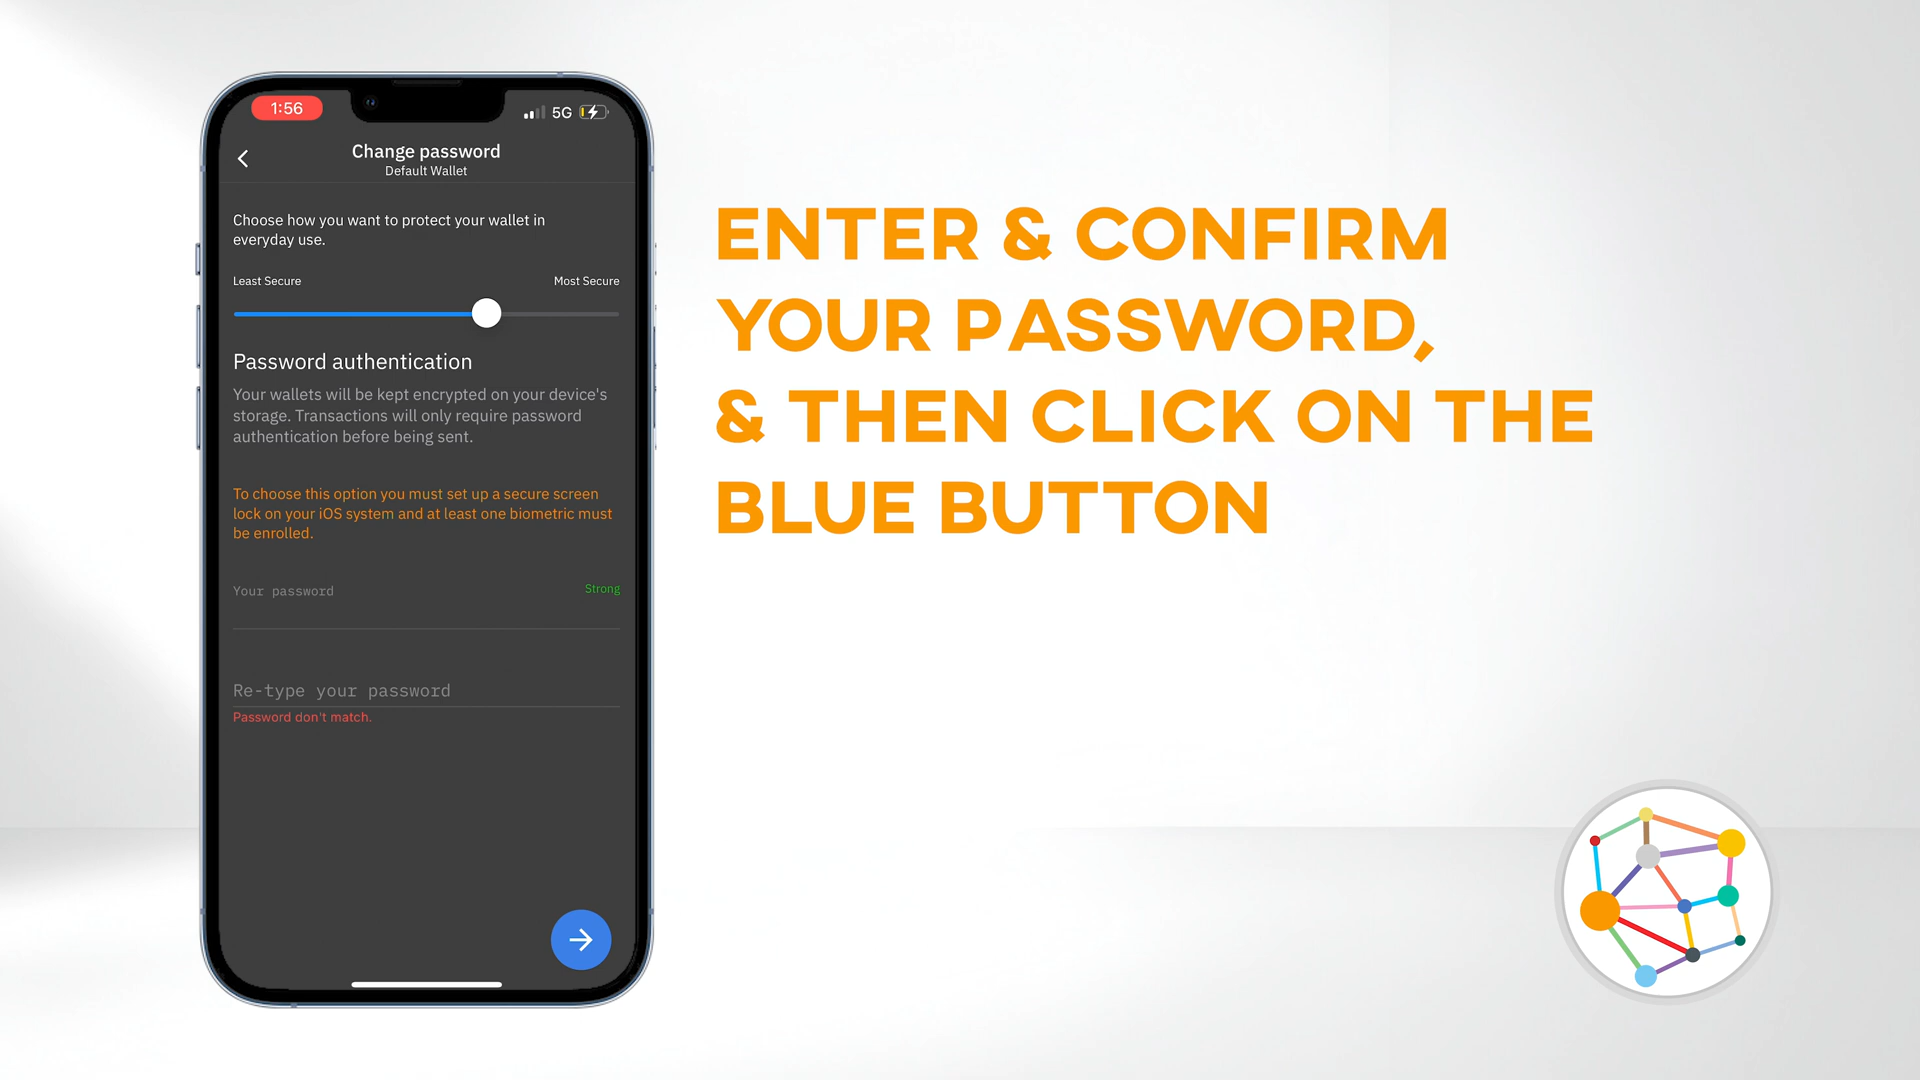 1:56
5G
Change password
Default Wallet
Choose how you want to protect your wallet in
everyday use.
Least Secure
Most Secure
Password authentication
Your wallets will be kept encrypted on your device's
storage. Transactions will only require password
authentication before being sent.
To choose this option you must set up a secure screen
lock on your iOS system and at least one biometric must
be enrolled.
Your password
Strong
Re-type your password
Password don't match.
ENTER & CONFIRM
YOUR PASSWORD,
& THEN CLICK ON THE
BLUE BUTTON